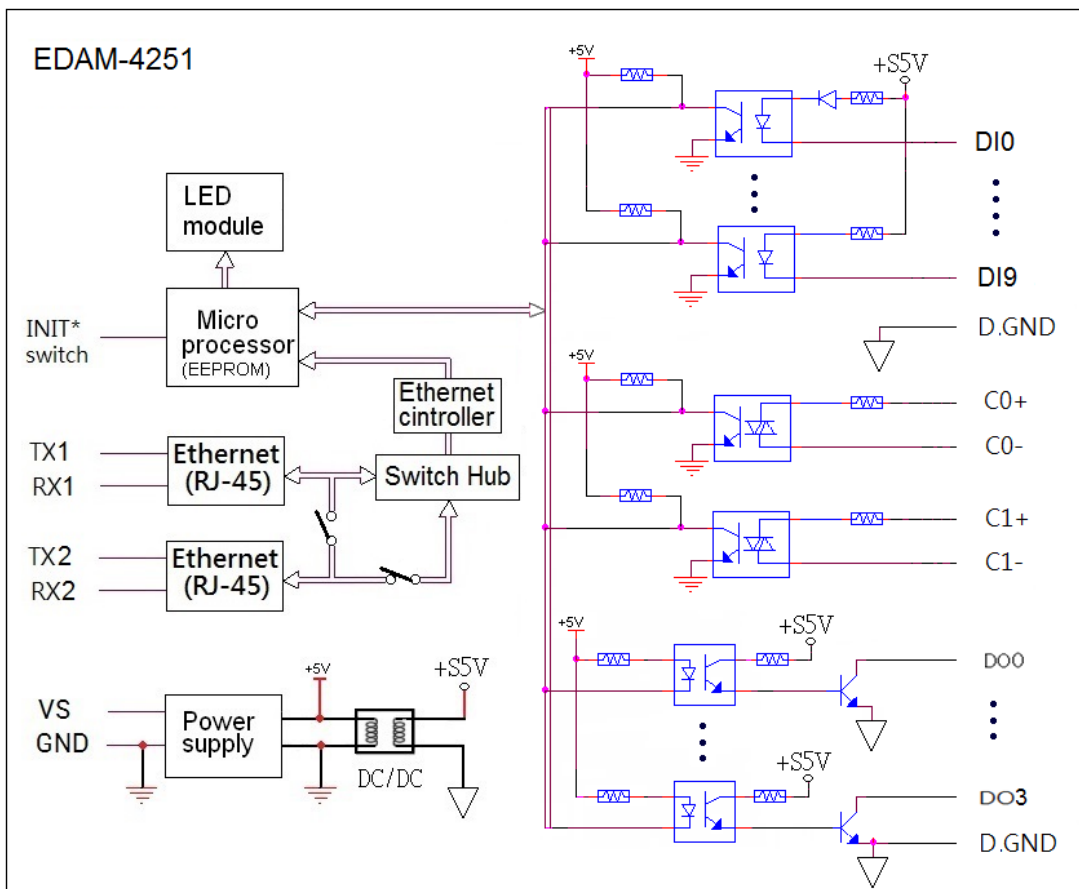 EDAM-4251
LED
module
INIT*
switch
Micro
processor
(EEPROM)
Ethernet
cintroller
TX1
RX1
Ethernet
(RJ-45)
Switch Hub
TX2
RX2
Ethernet
(RJ-45)
VS
GND
Power
supply
+5V
+S5V
DC/DC
+5V
+S5V
DI0
DI9
D.GND
+5V
C0+
C0-
C1+
C1-
+5V
+S5V
DO0
+S5V
DO3
D.GND